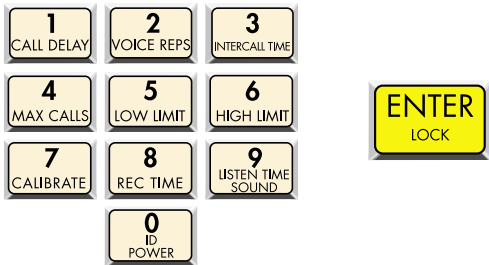 1
CALL DELAY
2
VOICE REPS
3
INTERCALL TIME
4
MAX CALLS
5
LOW LIMIT
6
HIGH LIMIT
ENTER
LOCK
7
CALIBRATE
8
REC TIME
9
LISTEN TIME
SOUND
0
ID
POWER